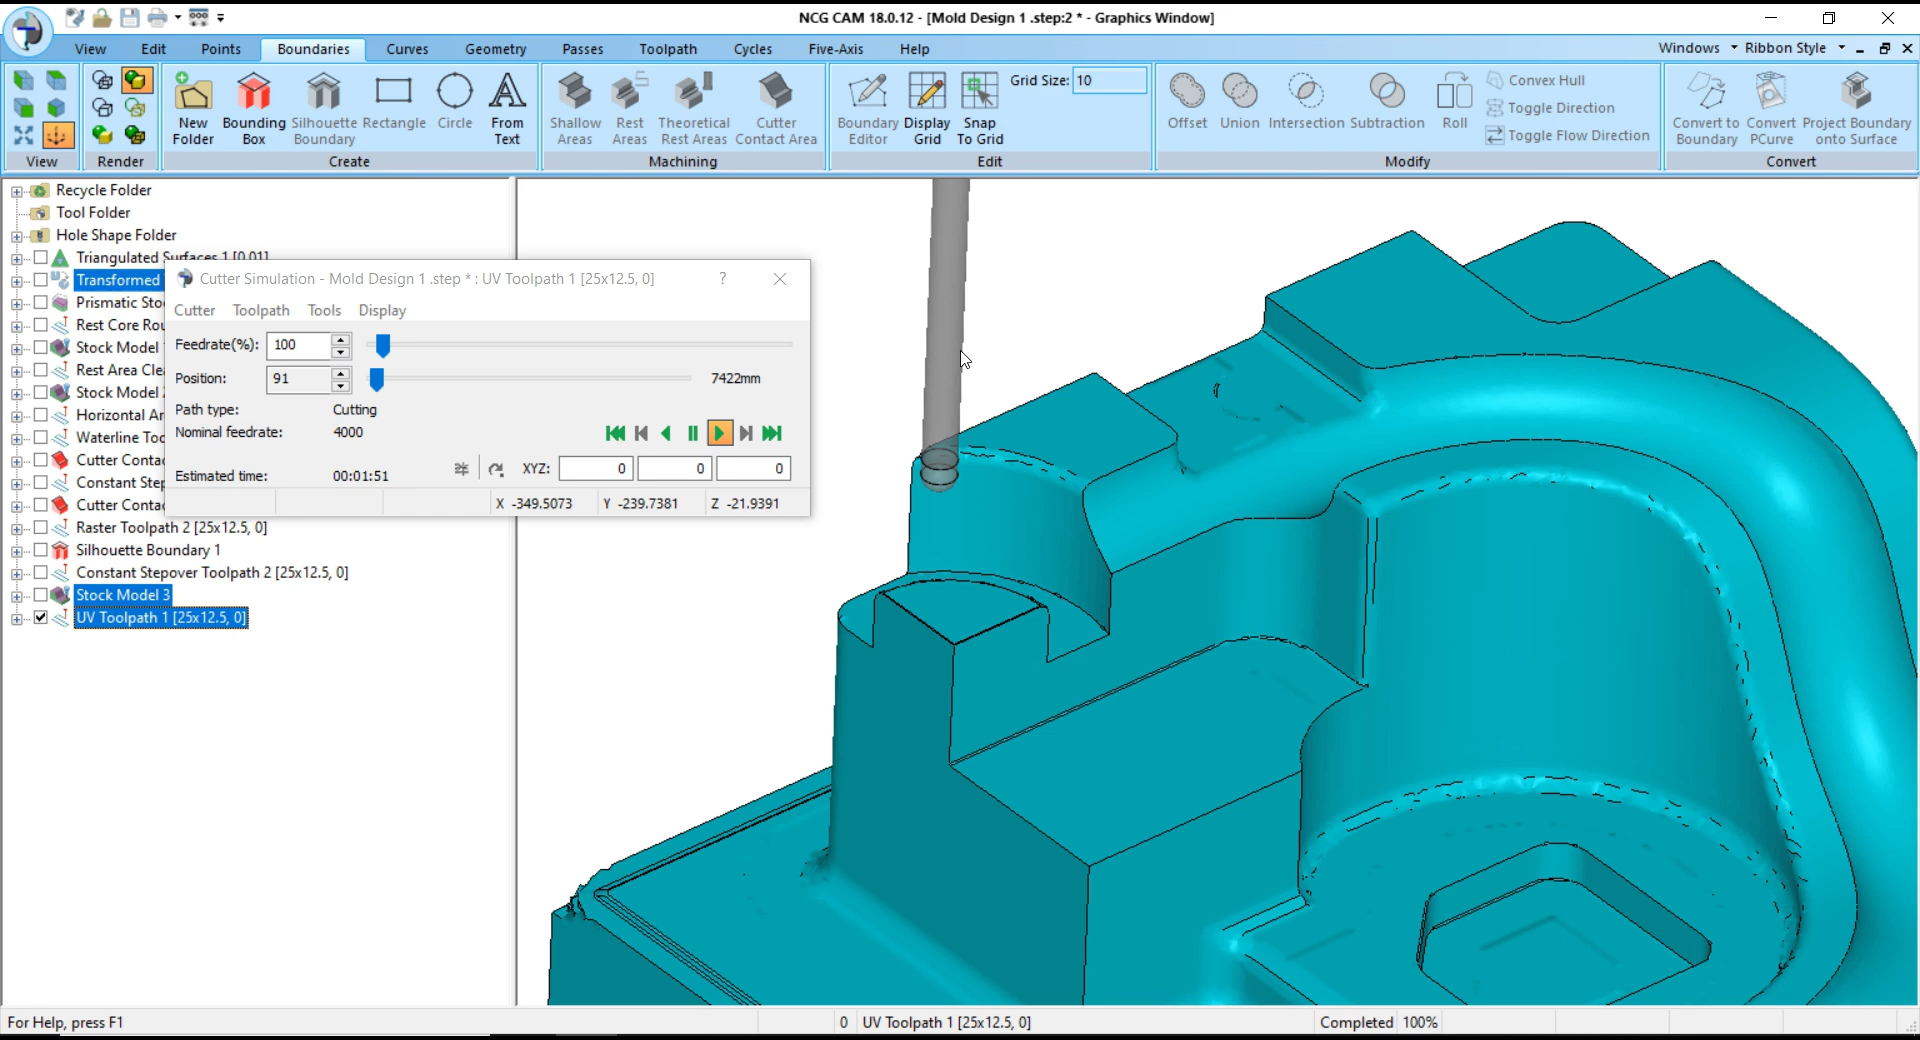 NCG CAM 18.0.12 - [Mold Design 1 .step:2 * - Graphics Window]
View Edit Points Boundaries Curves Geometry Passes Toolpath Cycles Five-Axis Help
Windows Ribbon Style
New Folder
Bounding Box
Silhouette Boundary
Rectangle
Circle
From Text
Shallow Areas
Rest Areas
Theoretical Rest Areas
Cutter Contact Area
Boundary Editor
Display Grid
Snap To Grid
Grid Size: 10
Offset
Union
Intersection
Subtraction
Roll
Convex Hull
Toggle Direction
Toggle Flow Direction
Convert to Boundary
Convert PCurve
Project Boundary onto Surface
View Render Create Machining Edit Modify Convert
Recycle Folder
Tool Folder
Hole Shape Folder
Triangulated Surfaces 1 [0.01]
Transformed
Prismatic Sto
Rest Core Rou
Stock Model
Rest Area Clea
Stock Model
Horizontal Ar
Waterline Too
Cutter Contac
Constant Step
Cutter Contac
Raster Toolpath 2 [25x12.5, 0]
Silhouette Boundary 1
Constant Stepover Toolpath 2 [25x12.5, 0]
Stock Model 3
UV Toolpath 1 [25x12.5, 0]
Cutter Simulation - Mold Design 1 .step * : UV Toolpath 1 [25x12.5, 0] ?
Cutter Toolpath Tools Display
Feedrate(%): 100
Position: 91 7422mm
Path type: Cutting
Nominal feedrate: 4000
Estimated time: 00:01:51 XYZ: 0 0 0
X -349.5073 Y -239.7381 Z -21.9391
For Help, press F1 0 UV Toolpath 1 [25x12.5, 0] Completed 100%